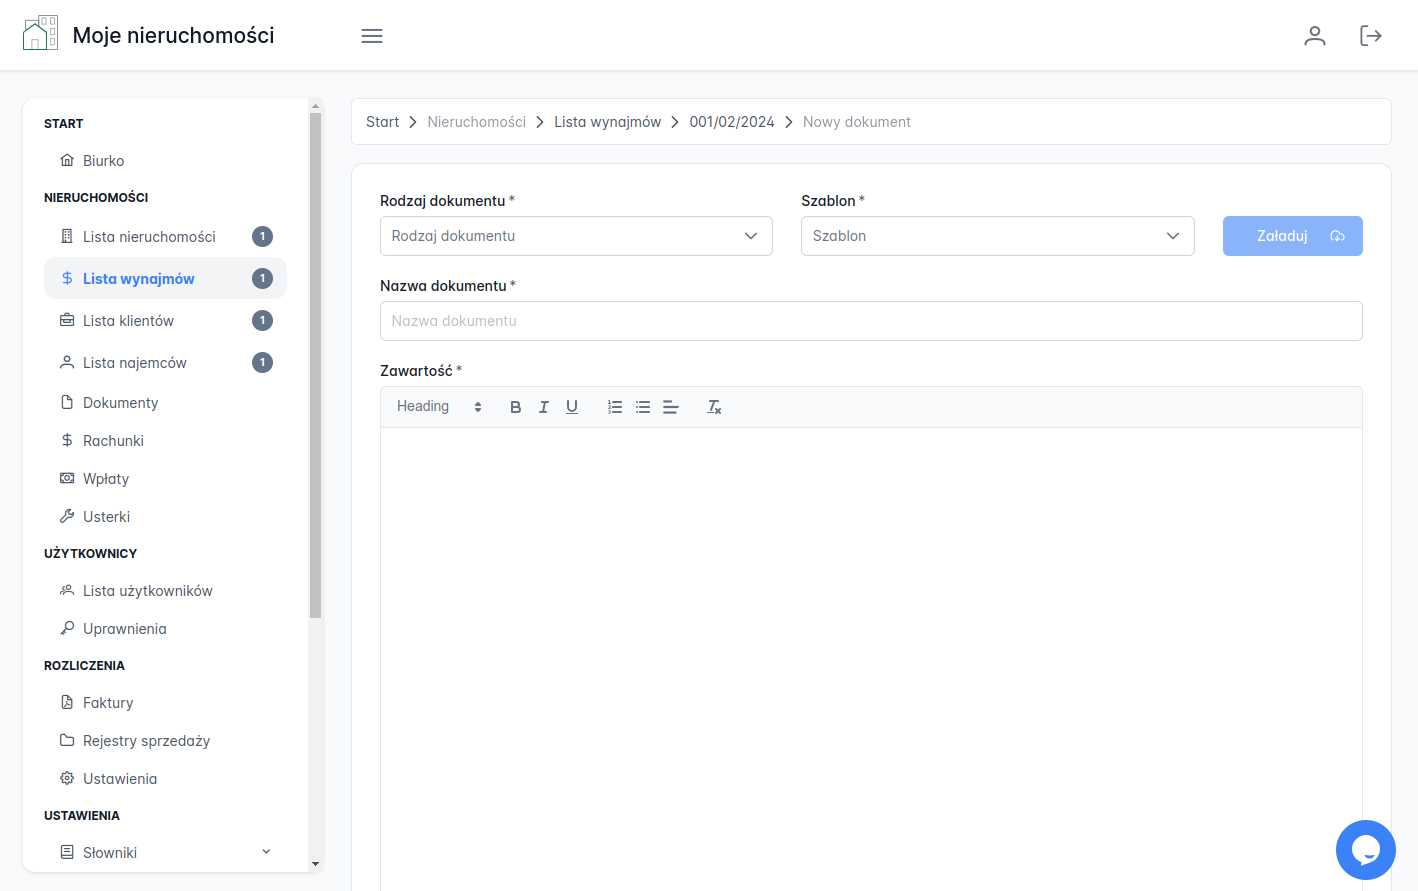 Moje nieruchomości
START
Biurko
NIERUCHOMOŚCI
Lista nieruchomości 1
Lista wynajmów 1
Lista klientów 1
Lista najemców 1
Dokumenty
Rachunki
Wpłaty
Usterki
UŻYTKOWNICY
Lista użytkowników
Uprawnienia
ROZLICZENIA
Faktury
Rejestry sprzedaży
Ustawienia
USTAWIENIA
Słowniki
Start > Nieruchomości > Lista wynajmów > 001/02/2024 > Nowy dokument
Rodzaj dokumentu * Szablon *
Rodzaj dokumentu Szablon Załaduj
Nazwa dokumentu *
Nazwa dokumentu
Zawartość *
Heading